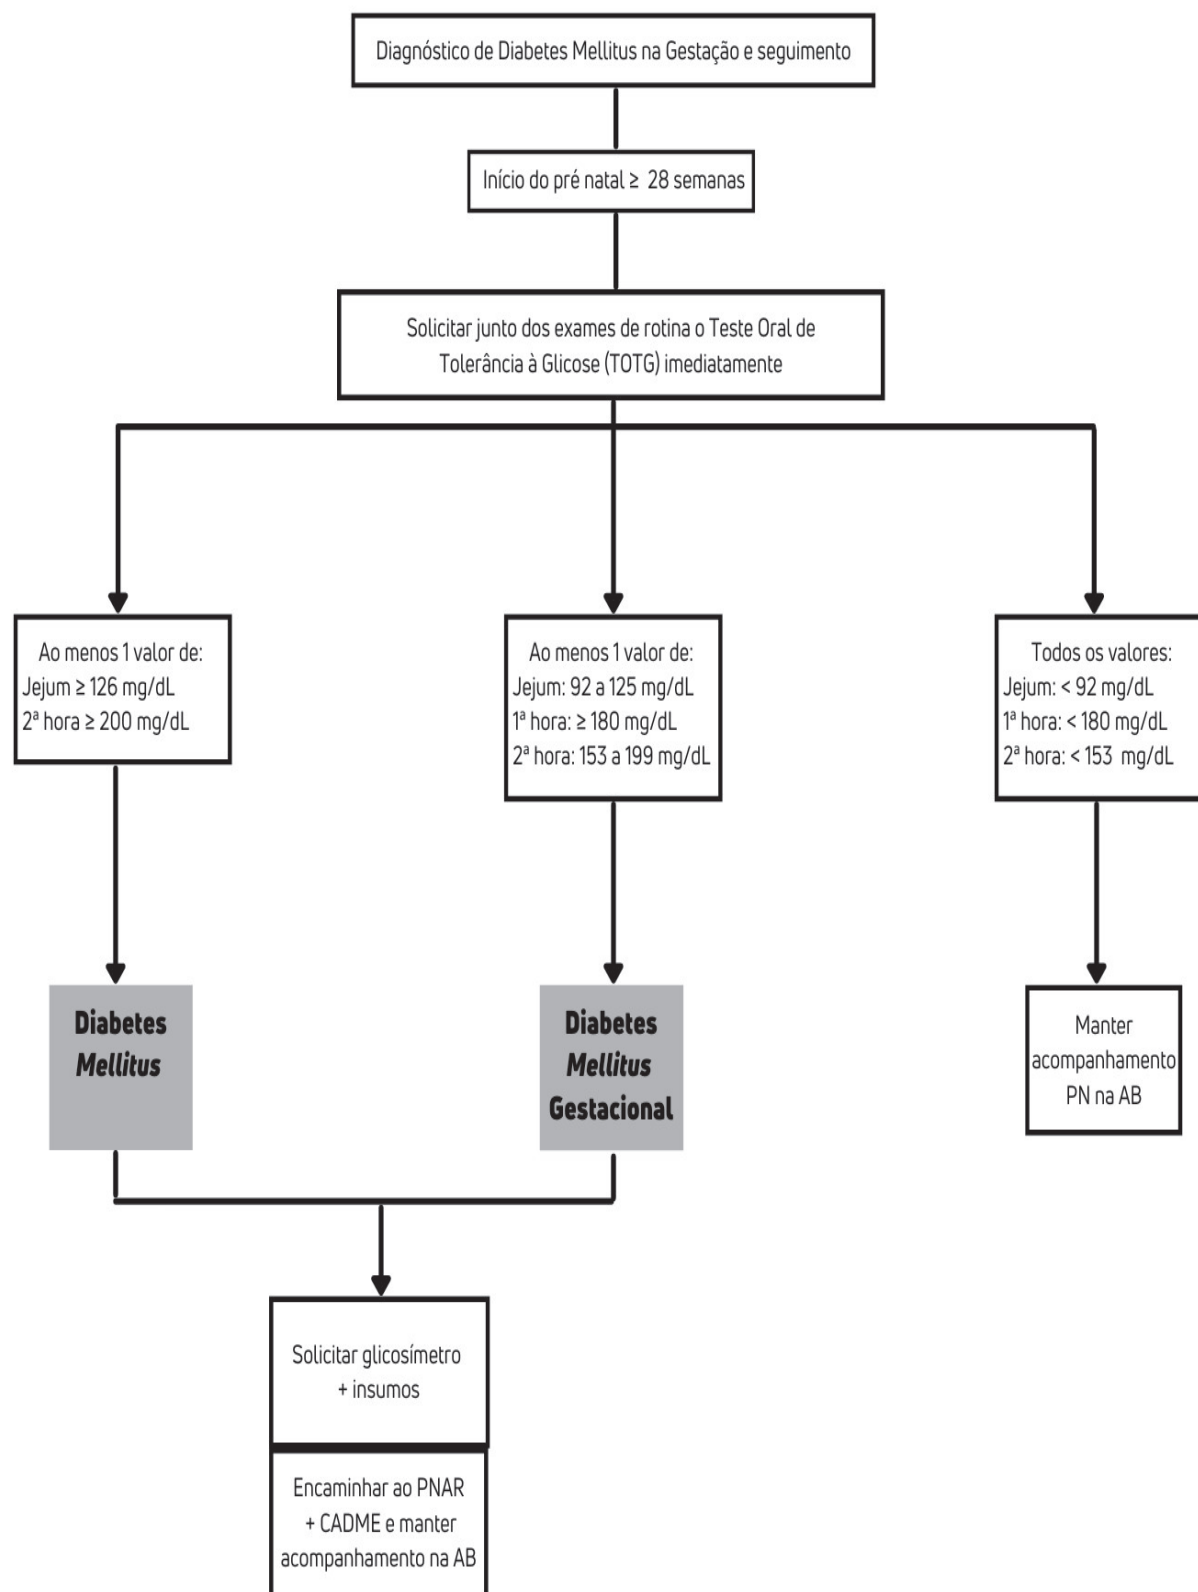 Diagnóstico de Diabetes Mellitus na Gestação e seguimento
Início do pré natal ≥ 28 semanas
Solicitar junto dos exames de rotina o Teste Oral de
Tolerância à Glicose (TOTG) imediatamente
Ao menos 1 valor de:
Jejum ≥ 126 mg/dL
2ª hora ≥ 200 mg/dL
Ao menos 1 valor de:
Jejum: 92 a 125 mg/dL
1ª hora: ≥ 180 mg/dL
2ª hora: 153 a 199 mg/dL
Todos os valores:
Jejum: < 92 mg/dL
1ª hora: < 180 mg/dL
2ª hora: < 153 mg/dL
Diabetes
Mellitus
Diabetes
Mellitus
Gestacional
Manter
acompanhamento
PN na AB
Solicitar glicosímetro
+ insumos
Encaminhar ao PNAR
+ CADME e manter
acompanhamento na AB